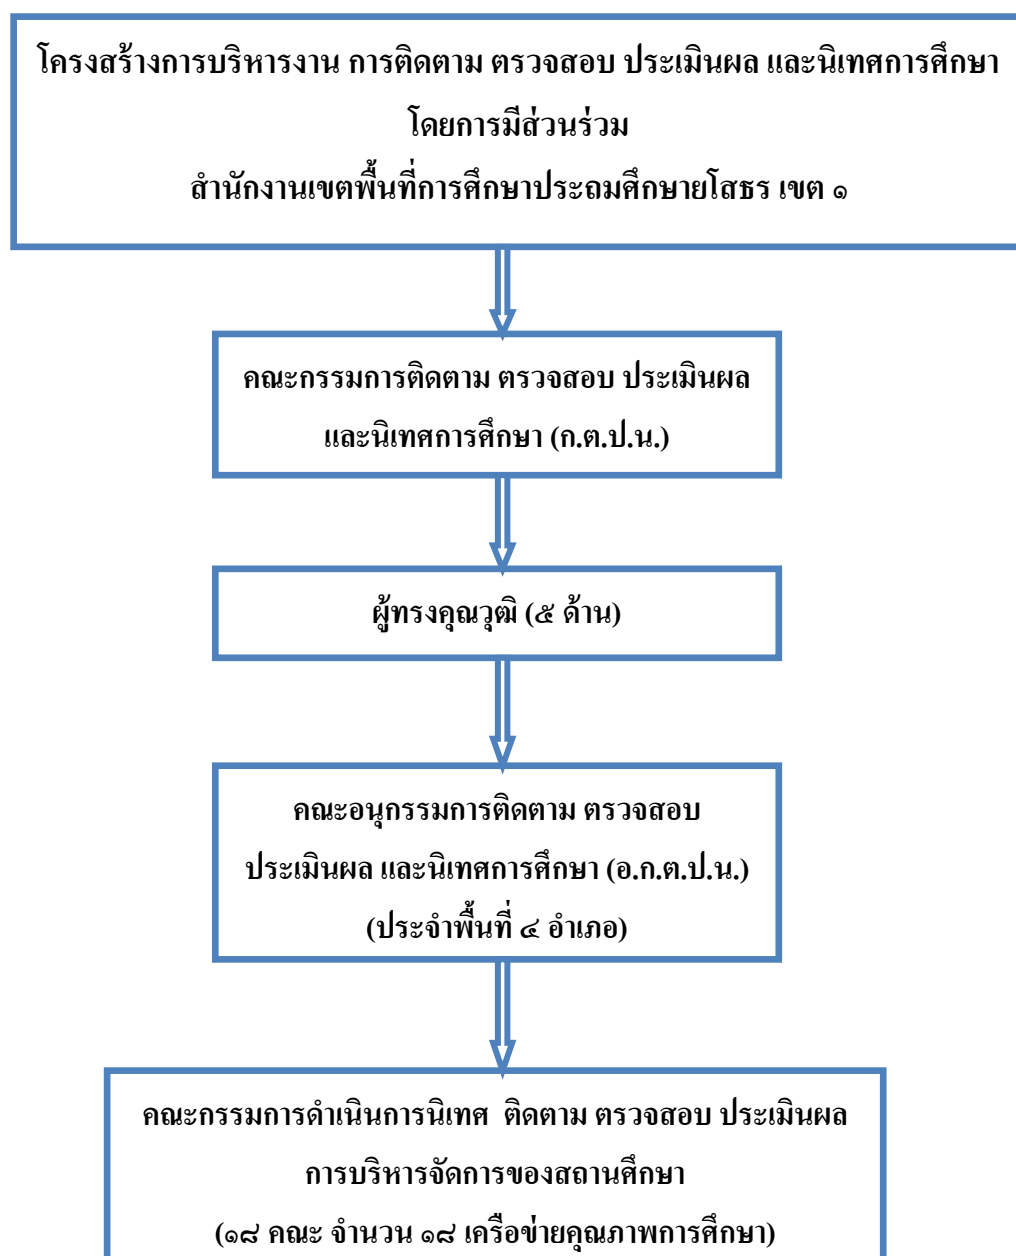 โครงสร้างการบริหารงาน การติดตาม ตรวจสอบ ประเมินผล และนิเทศการศึกษา
โดยการมีส่วนร่วม
สำนักงานเขตพื้นที่การศึกษาประถมศึกษายโสธร เขต ๑
คณะกรรมการติดตาม ตรวจสอบ ประเมินผล
และนิเทศการศึกษา (ก.ต.ป.น.)
ผู้ทรงคุณวุฒิ (๕ ด้าน)
คณะอนุกรรมการติดตาม ตรวจสอบ
ประเมินผล และนิเทศการศึกษา (อ.ก.ต.ป.น.)
(ประจำพื้นที่ ๔ อำเภอ)
คณะกรรมการดำเนินการนิเทศ ติดตาม ตรวจสอบ ประเมินผล
การบริหารจัดการของสถานศึกษา
(๑๘ คณะ จำนวน ๑๘ เครือข่ายคุณภาพการศึกษา)